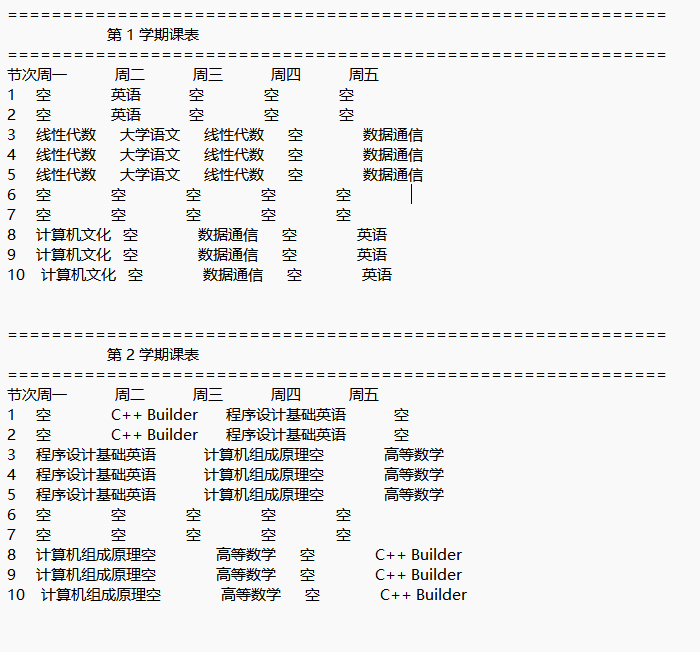 ============================================================
第 1 学期课表
============================================================
节次周一 周二 周三 周四 周五
1 空 英语 空 空 空
2 空 英语 空 空 空
3 线性代数 大学语文 线性代数 空 数据通信
4 线性代数 大学语文 线性代数 空 数据通信
5 线性代数 大学语文 线性代数 空 数据通信
6 空 空 空 空 空
7 空 空 空 空 空
8 计算机文化 空 数据通信 空 英语
9 计算机文化 空 数据通信 空 英语
10 计算机文化 空 数据通信 空 英语
============================================================
第 2 学期课表
============================================================
节次周一 周二 周三 周四 周五
1 空 C++ Builder 程序设计基础英语 空
2 空 C++ Builder 程序设计基础英语 空
3 程序设计基础英语 计算机组成原理空 高等数学
4 程序设计基础英语 计算机组成原理空 高等数学
5 程序设计基础英语 计算机组成原理空 高等数学
6 空 空 空 空 空
7 空 空 空 空 空
8 计算机组成原理空 高等数学 空 C++ Builder
9 计算机组成原理空 高等数学 空 C++ Builder
10 计算机组成原理空 高等数学 空 C++ Builder